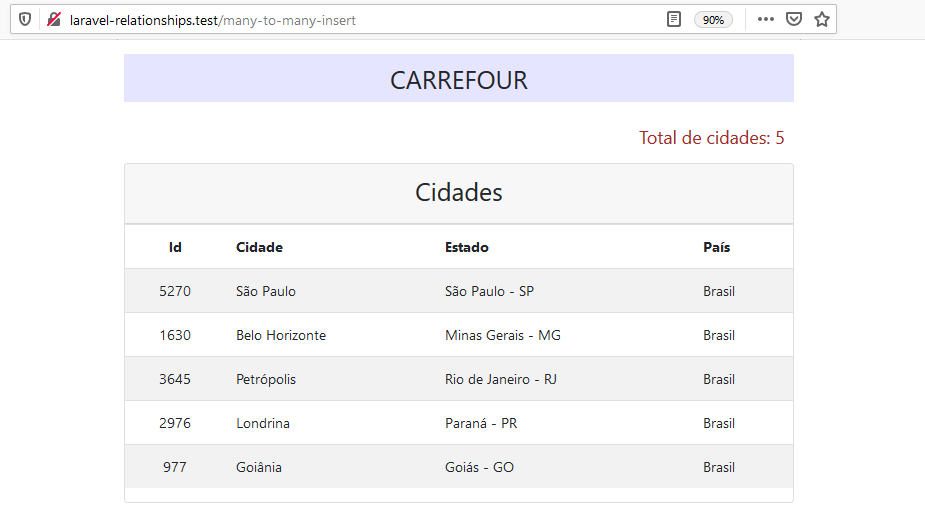 laravel-relationships.test/many-to-many-insert 90%
CARREFOUR
Total de cidades: 5
Cidades
Id Cidade Estado País
5270 São Paulo São Paulo - SP Brasil
1630 Belo Horizonte Minas Gerais - MG Brasil
3645 Petrópolis Rio de Janeiro - RJ Brasil
2976 Londrina Paraná - PR Brasil
977 Goiânia Goiás - GO Brasil